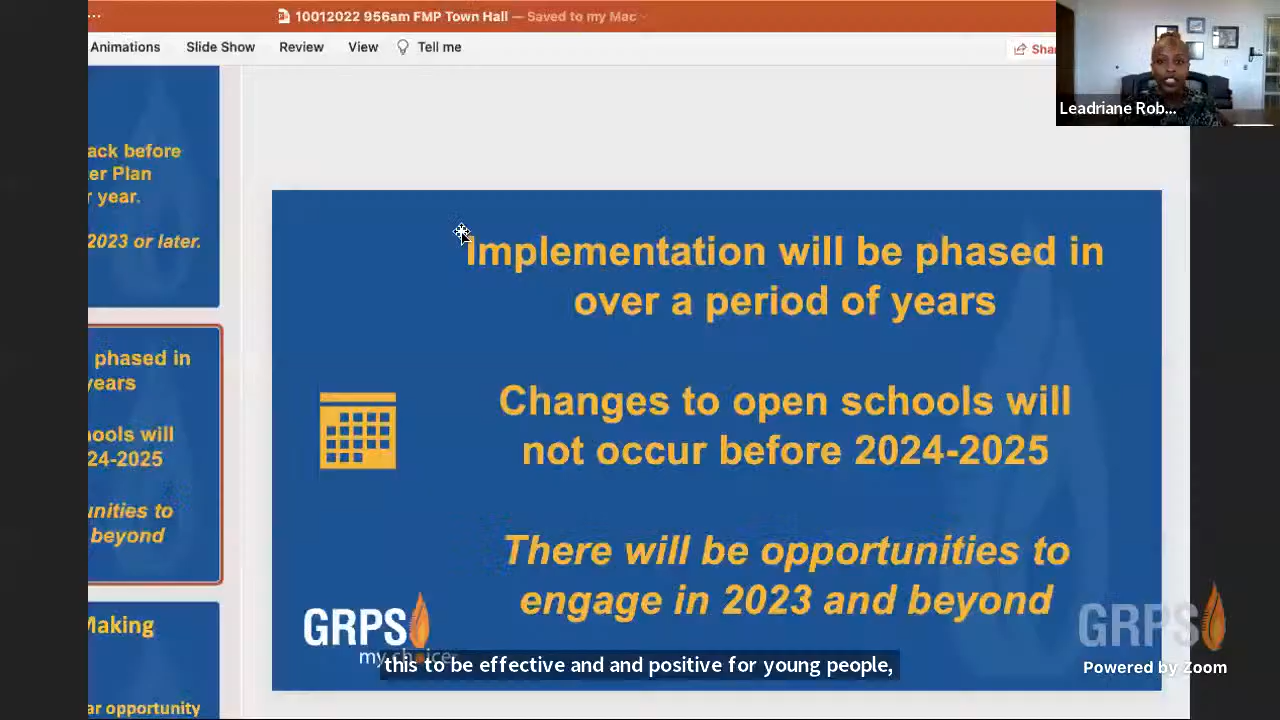 10012022 956am FMP Town Hall — Saved to my Mac
Animations Slide Show Review View Tell me
Leadriane Rob...
ack before
er Plan
year.
2023 or later.
phased in
years
ools will
24-2025
unities to
beyond
Making
ar opportunity
Implementation will be phased in
over a period of years
Changes to open schools will
not occur before 2024-2025
There will be opportunities to
engage in 2023 and beyond
GRPS
my choice
GRPS
this to be effective and and positive for young people,
Powered by Zoom